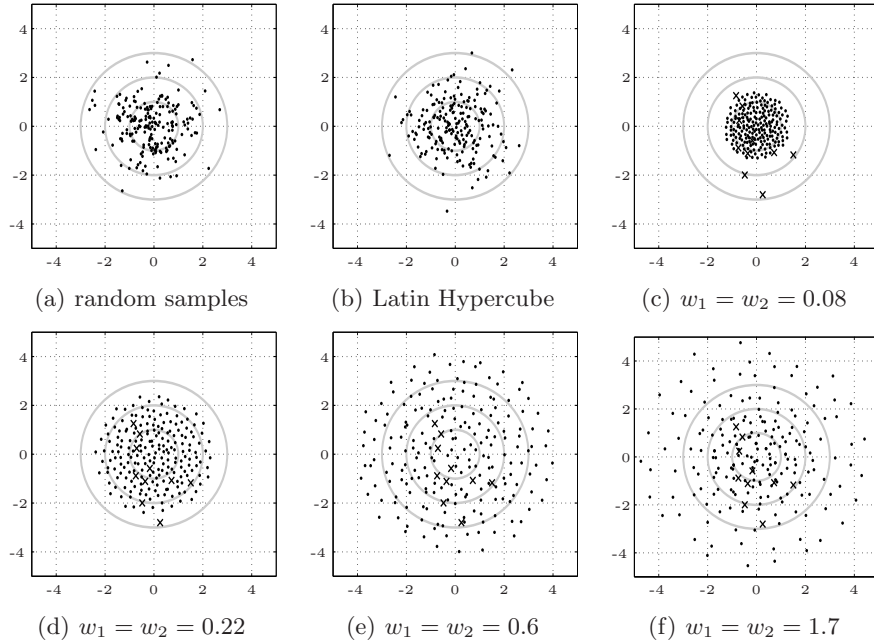 4
2
0
-2
-4
-4 -2 0 2 4
(a) random samples
4
2
0
-2
-4
-4 -2 0 2 4
(b) Latin Hypercube
4
2
0
-2
-4
-4 -2 0 2 4
(c) w₁ = w₂ = 0.08
4
2
0
-2
-4
-4 -2 0 2 4
(d) w₁ = w₂ = 0.22
4
2
0
-2
-4
-4 -2 0 2 4
(e) w₁ = w₂ = 0.6
4
2
0
-2
-4
-4 -2 0 2 4
(f) w₁ = w₂ = 1.7